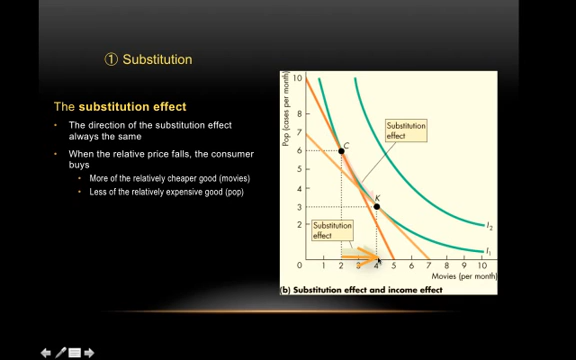 ① Substitution
The substitution effect
• The direction of the substitution effect
always the same
• When the relative price falls, the consumer
buys
• More of the relatively cheaper good (movies)
• Less of the relatively expensive good (pop)
Pop (cases per month)
10
8
7
6
5
4
3
2
0 1 2 3 4 5 6 7 8 9 10
Movies (per month)
Substitution
effect
C
K
Substitution
effect
I₂
I₁
(b) Substitution effect and income effect